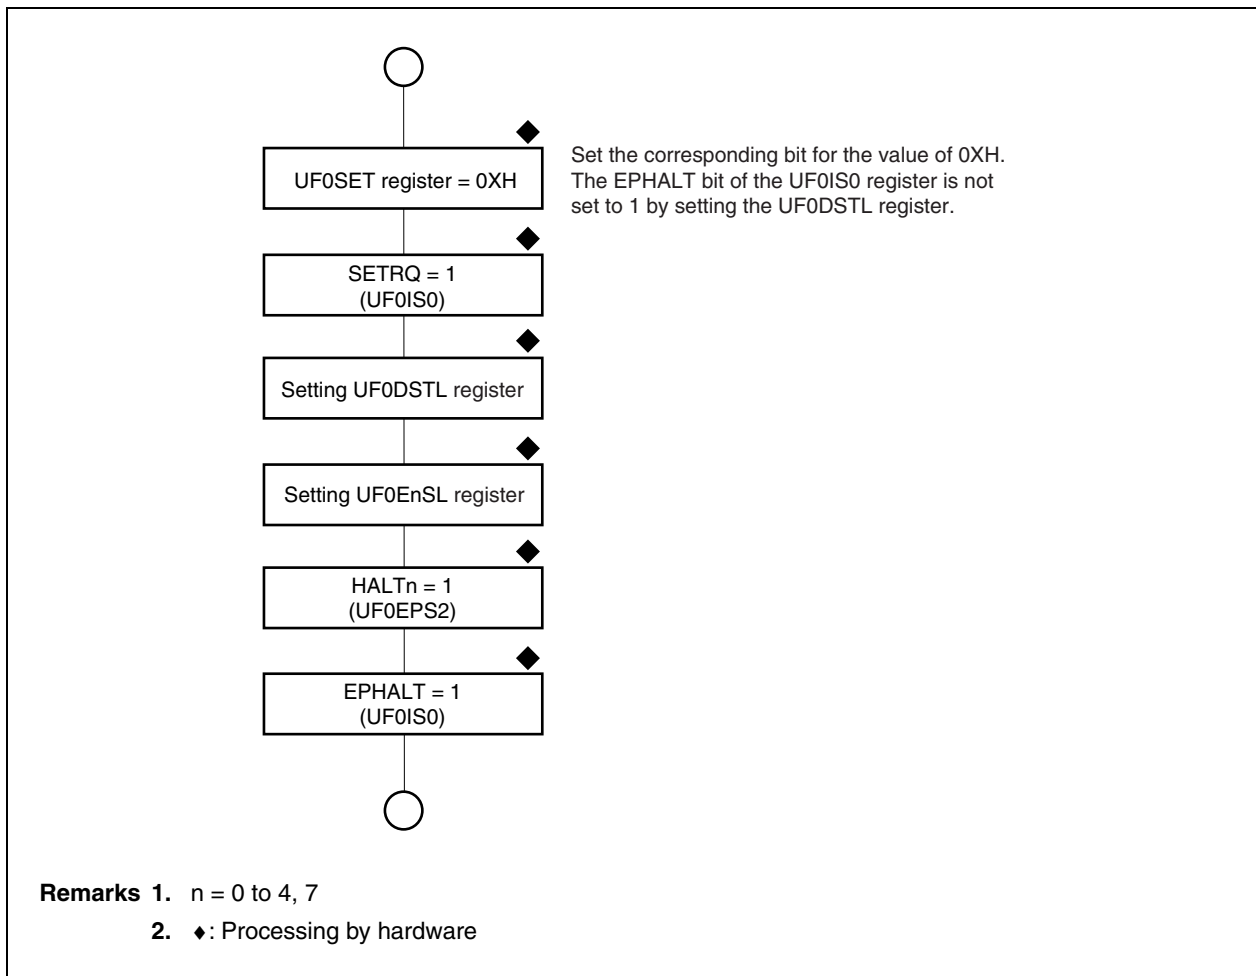 UF0SET register = 0XH
Set the corresponding bit for the value of 0XH.
The EPHALT bit of the UF0IS0 register is not
set to 1 by setting the UF0DSTL register.
SETRQ = 1
(UF0IS0)
Setting UF0DSTL register
Setting UF0EnSL register
HALTn = 1
(UF0EPS2)
EPHALT = 1
(UF0IS0)
Remarks 1. n = 0 to 4, 7
2. ♦: Processing by hardware